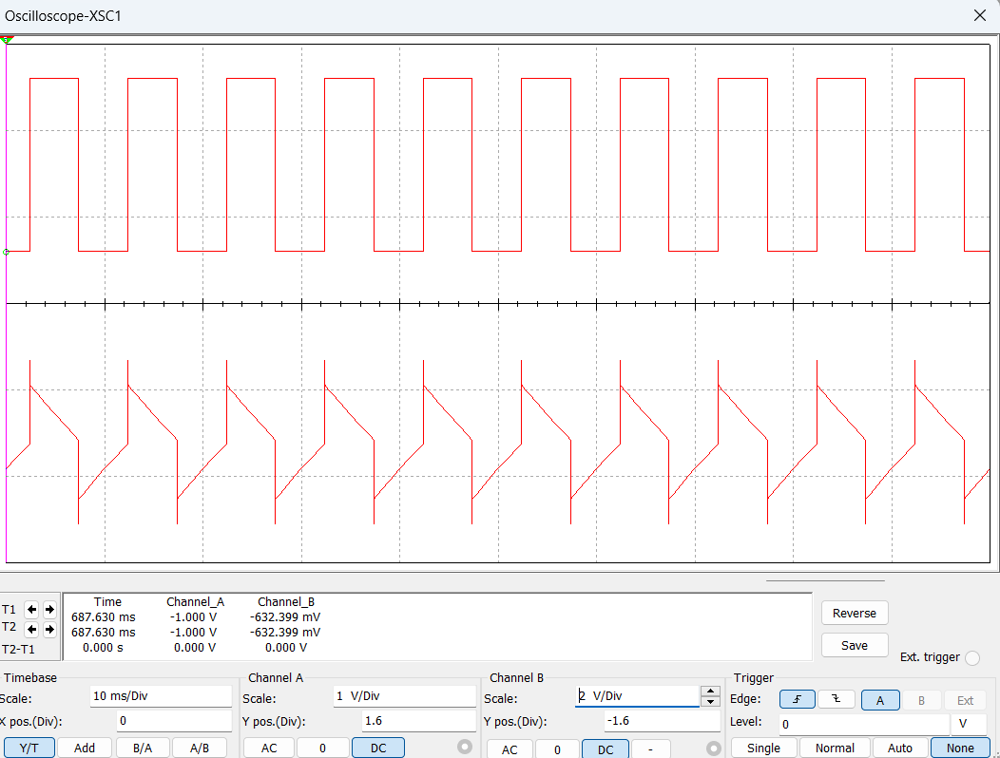 Oscilloscope-XSC1
T1
T2
T2-T1
Time Channel_A Channel_B
687.630 ms -1.000 V -632.399 mV
687.630 ms -1.000 V -632.399 mV
0.000 s 0.000 V 0.000 V
Reverse
Save
Ext. trigger
Timebase
Scale: 10 ms/Div
X pos.(Div): 0
Y/T Add B/A A/B
Channel A
Scale: 1 V/Div
Y pos.(Div): 1.6
AC 0 DC
Channel B
Scale: 2 V/Div
Y pos.(Div): -1.6
AC 0 DC -
Trigger
Edge: A B Ext
Level: 0 V
Single Normal Auto None